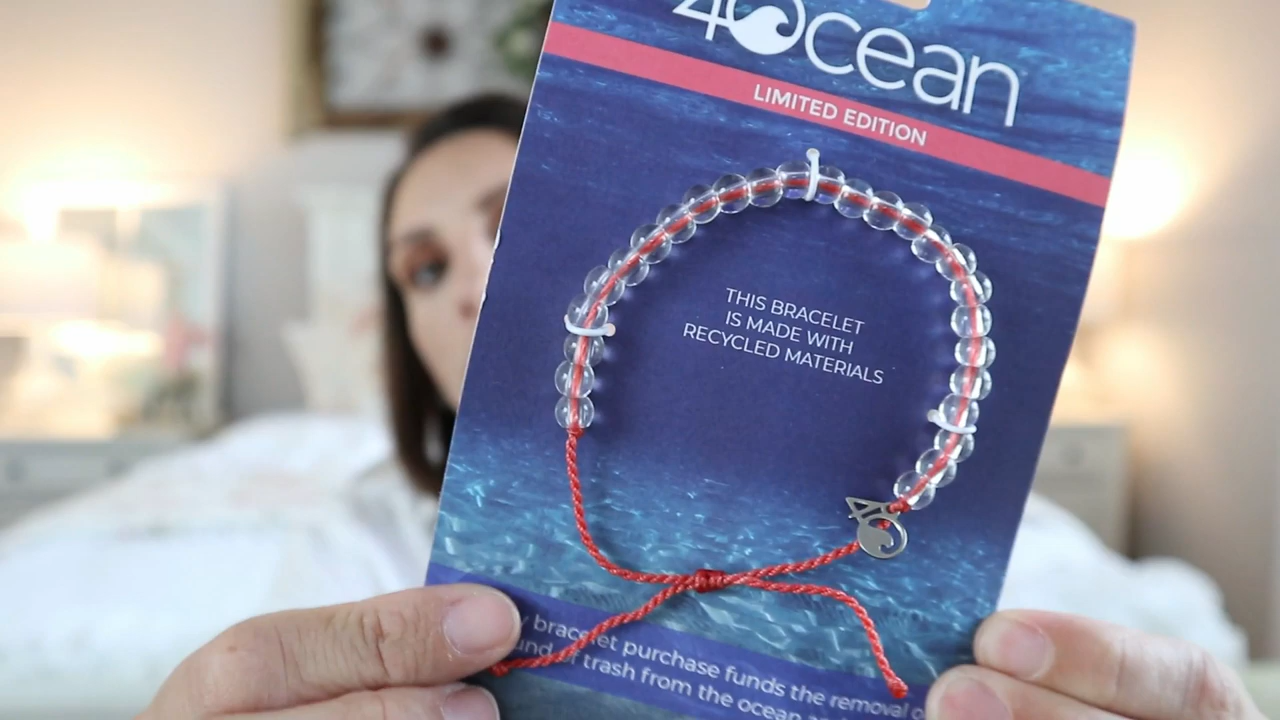 4Ocean
LIMITED EDITION
THIS BRACELET
IS MADE WITH
RECYCLED MATERIALS
bracelet purchase funds the removal
of trash from the ocean